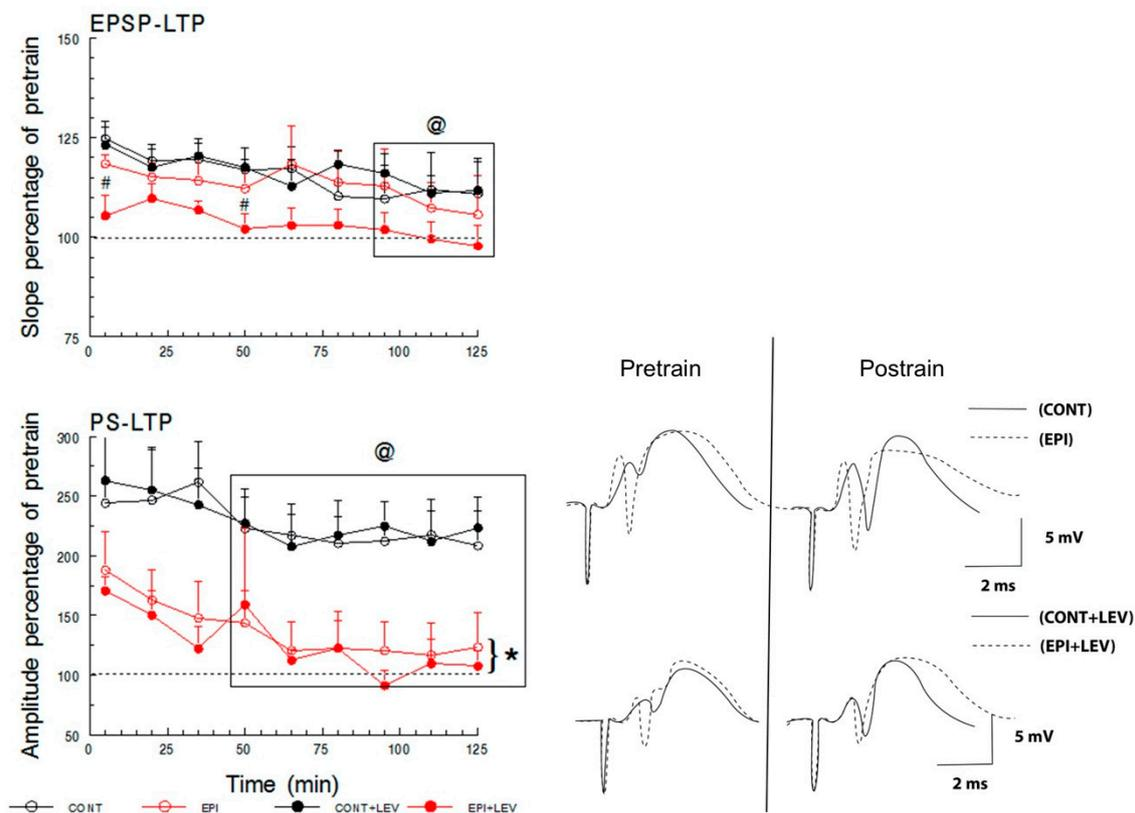 EPSP-LTP
Slope percentage of pretrain
150
125
100
75
@
#
#
0 25 50 75 100 125
PS-LTP
Amplitude percentage of pretrain
300
250
200
150
100
50
@
} *
0 25 50 75 100 125
Time (min)
CONT EPI CONT+LEV EPI+LEV
Pretrain Postrain
(CONT)
(EPI)
5 mV
2 ms
(CONT+LEV)
(EPI+LEV)
5 mV
2 ms